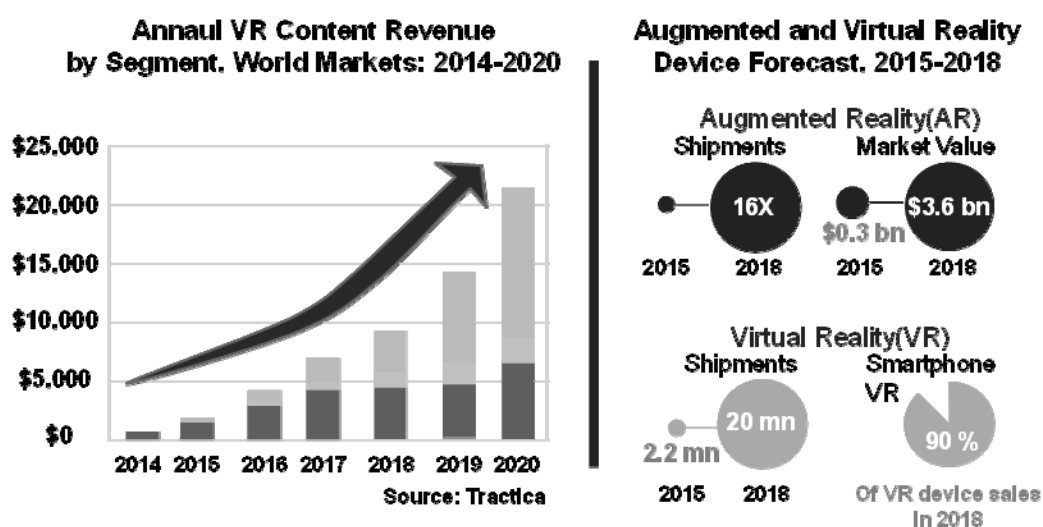 Annaul VR Content Revenue
by Segment, World Markets: 2014-2020
$25.000
$20.000
$15.000
$10.000
$5.000
$0
2014 2015 2016 2017 2018 2019 2020
Source: Tractica
Augmented and Virtual Reality
Device Forecast, 2015-2018
Augmented Reality(AR)
Shipments Market Value
16X $3.6 bn
$0.3 bn
2015 2018 2015 2018
Virtual Reality(VR)
Shipments Smartphone
VR
20 mn
90 %
2.2 mn
2015 2018
Of VR device sales
in 2018